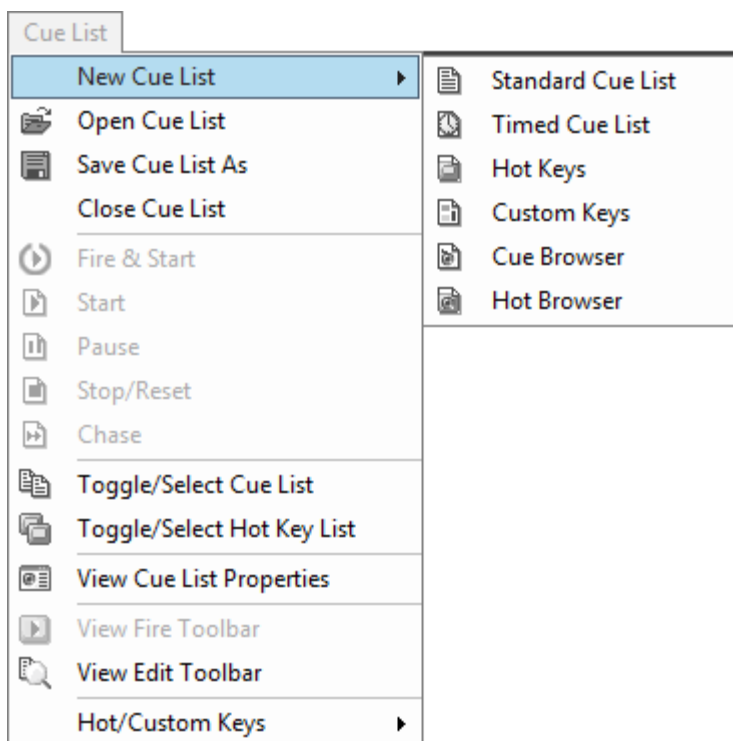 Cue List
New Cue List
Open Cue List
Save Cue List As
Close Cue List
Fire & Start
Start
Pause
Stop/Reset
Chase
Toggle/Select Cue List
Toggle/Select Hot Key List
View Cue List Properties
View Fire Toolbar
View Edit Toolbar
Hot/Custom Keys
Standard Cue List
Timed Cue List
Hot Keys
Custom Keys
Cue Browser
Hot Browser